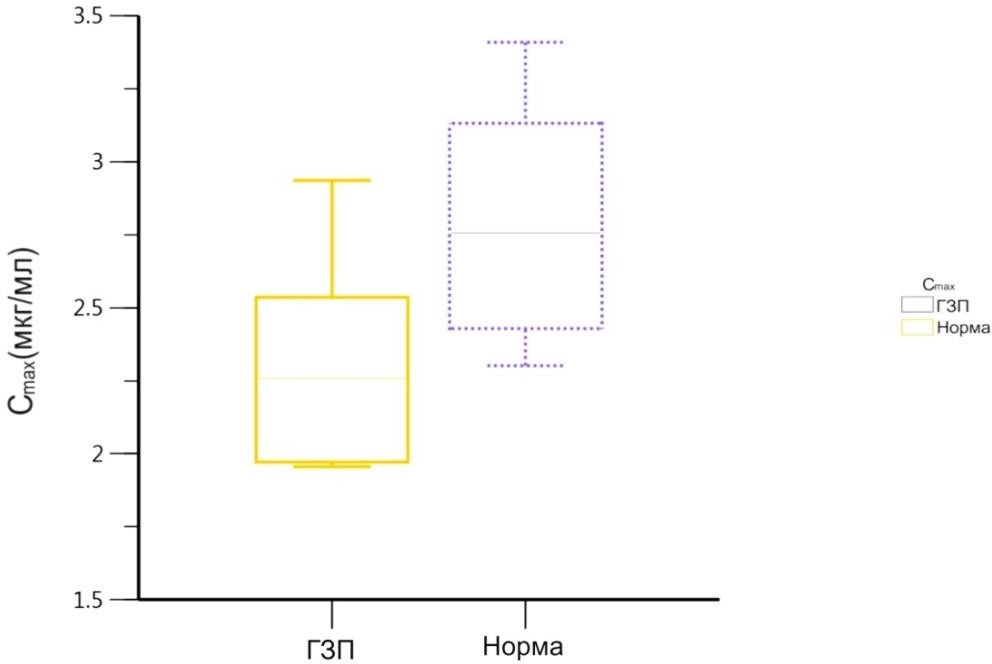 3.5
3
2.5
2
1.5
Cmax(мкг/мл)
ГЗП
Норма
Cmax
ГЗП
Норма